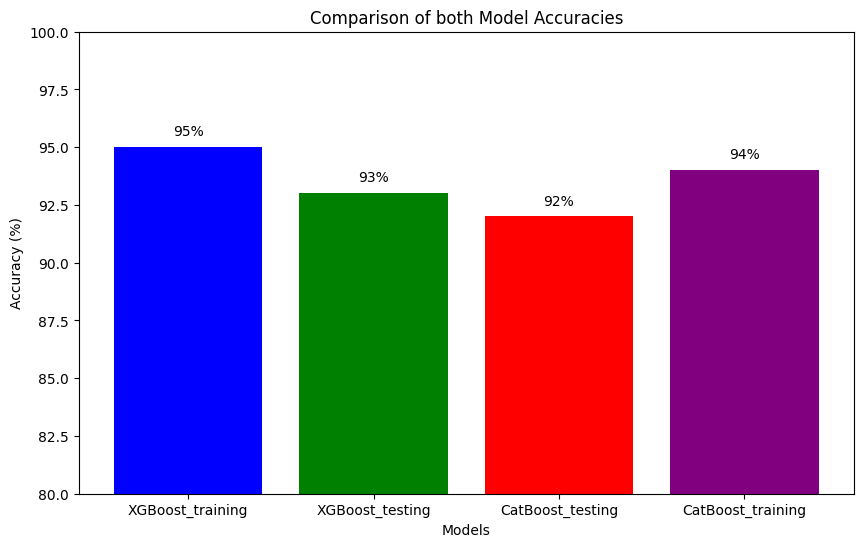 Comparison of both Model Accuracies
100.0
97.5
95.0
92.5
90.0
87.5
85.0
82.5
80.0
Accuracy (%)
95%
93%
92%
94%
XGBoost_training
XGBoost_testing
CatBoost_testing
CatBoost_training
Models